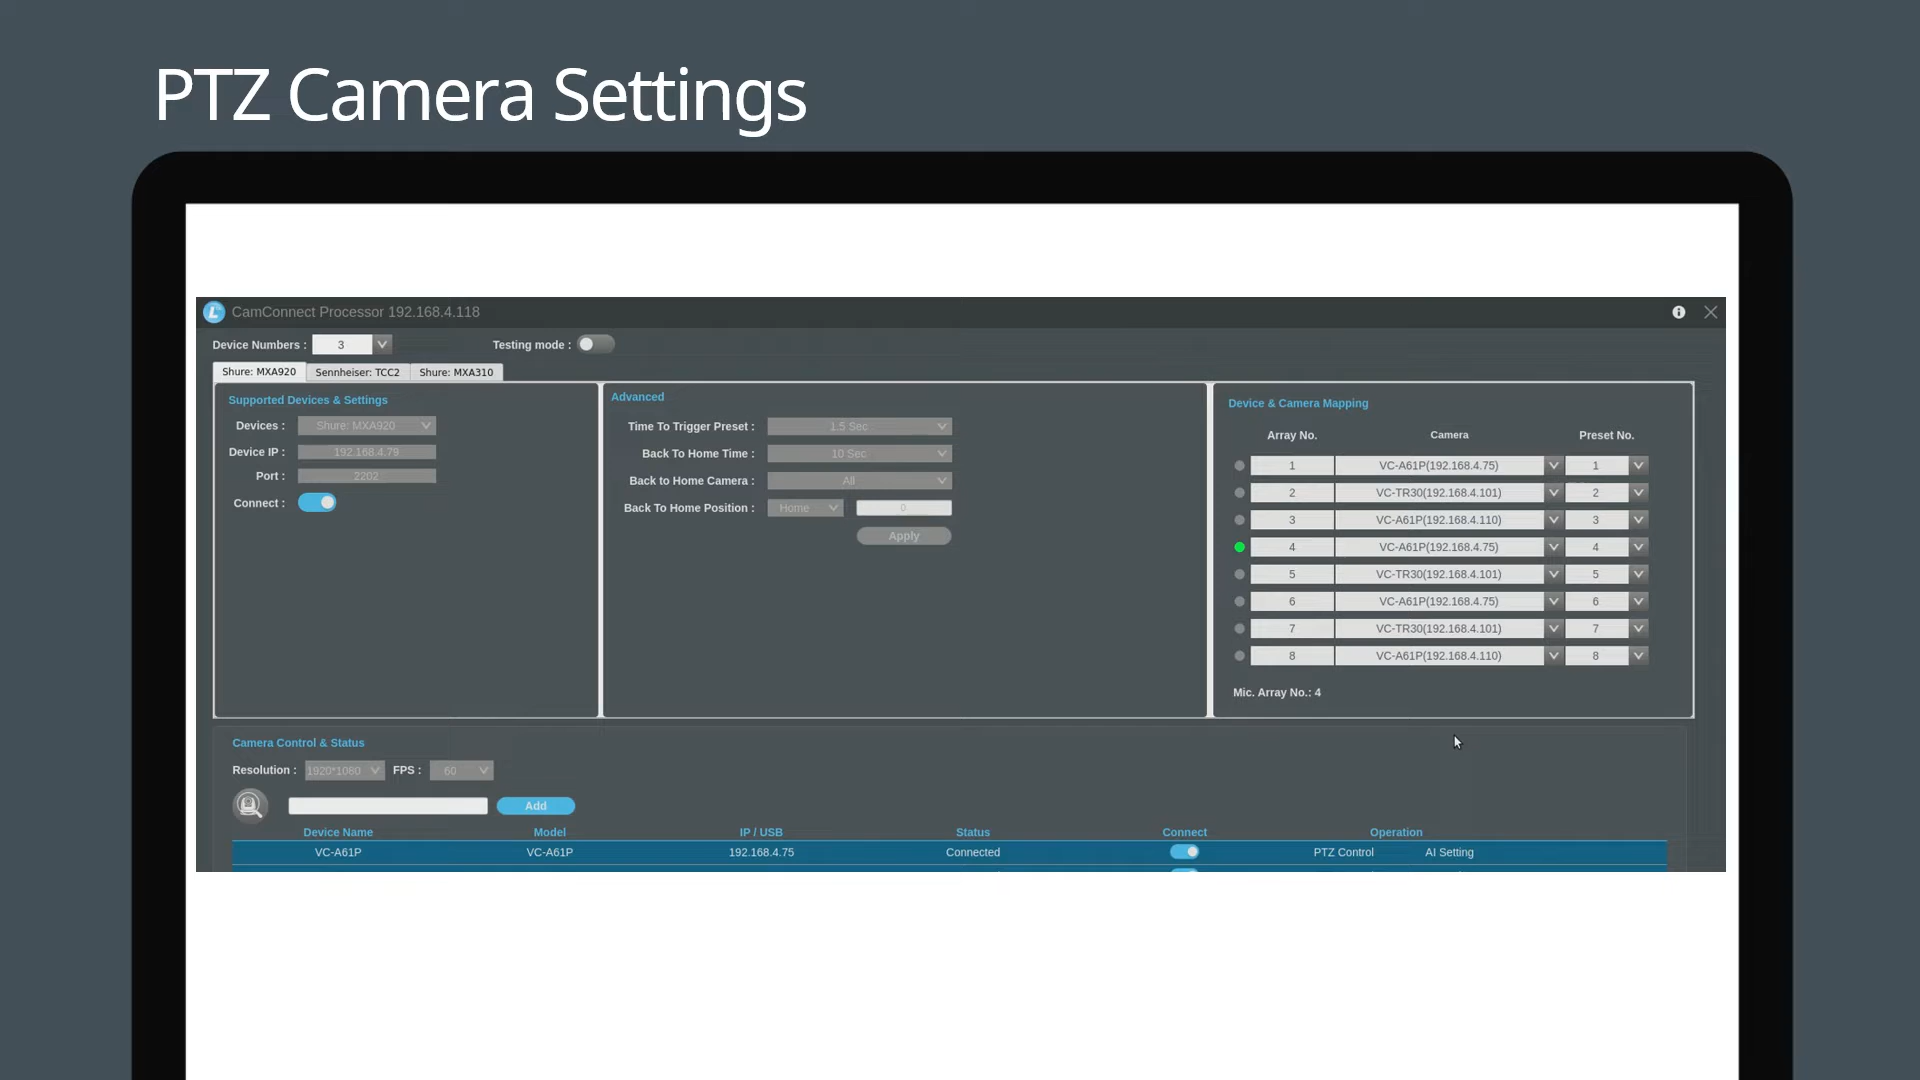 PTZ Camera Settings
CamConnect Processor 192.168.4.118
Device Numbers : 3 Testing mode :
Shure: MXA920 Sennheiser: TCC2 Shure: MXA310
Supported Devices & Settings
Devices : Shure: MXA920
Device IP : 192.168.4.79
Port : 2202
Connect :
Advanced
Time To Trigger Preset : 1.5 Sec
Back To Home Time : 10 Sec
Back to Home Camera : All
Back To Home Position : Home 0
Apply
Device & Camera Mapping
Array No. Camera Preset No.
1 VC-A61P(192.168.4.75) 1
2 VC-TR30(192.168.4.101) 2
3 VC-A61P(192.168.4.110) 3
4 VC-A61P(192.168.4.75) 4
5 VC-TR30(192.168.4.101) 5
6 VC-A61P(192.168.4.75) 6
7 VC-TR30(192.168.4.101) 7
8 VC-A61P(192.168.4.110) 8
Mic. Array No.: 4
Camera Control & Status
Resolution : 1920*1080 FPS : 60
Add
Device Name Model IP / USB Status Connect Operation
VC-A61P VC-A61P 192.168.4.75 Connected PTZ Control AI Setting